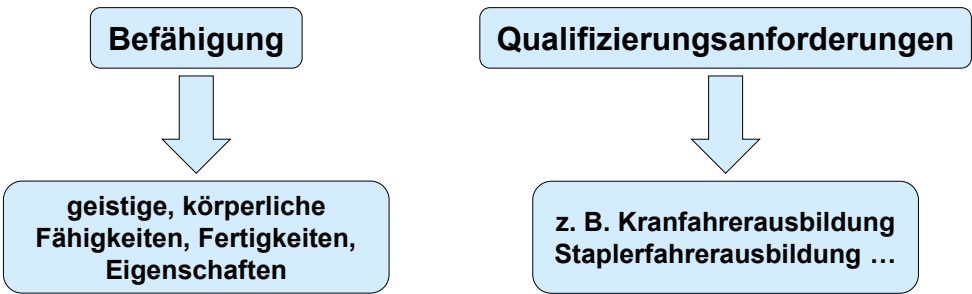 Befähigung
Qualifizierungsanforderungen
geistige, körperliche
Fähigkeiten, Fertigkeiten,
Eigenschaften
z. B. Kranfahrerausbildung
Staplerfahrerausbildung …